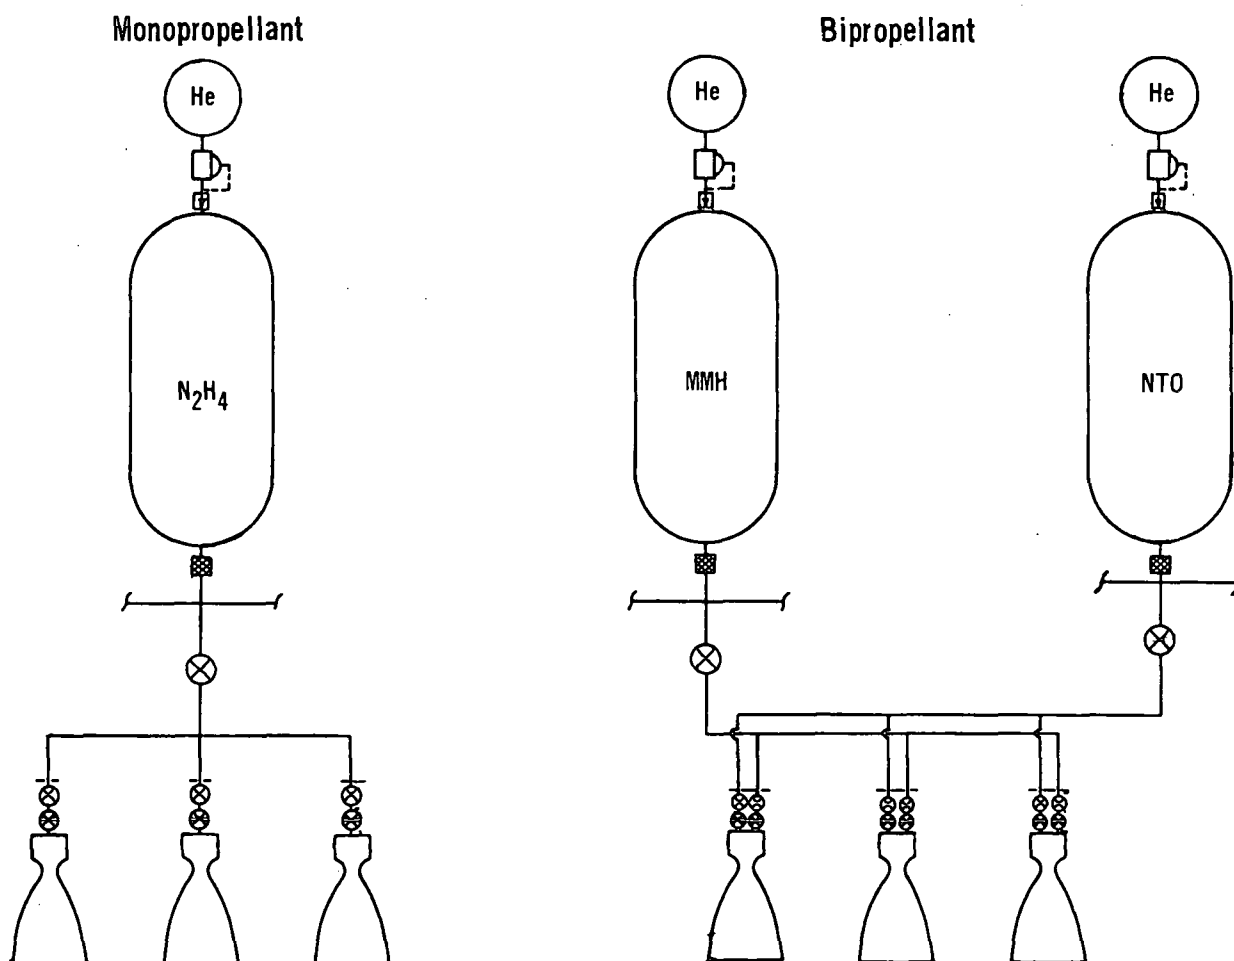 Monopropellant
Bipropellant
He
He
He
N₂H₄
MMH
NTO